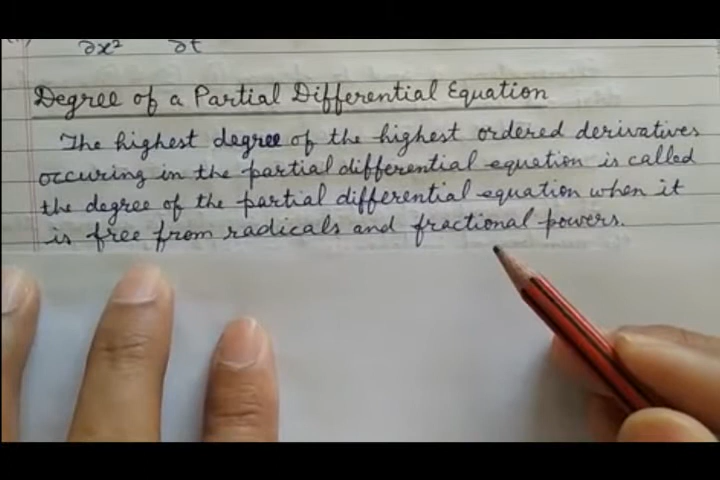 ∂x² ∂t
Degree of a Partial Differential Equation
The highest degree of the highest ordered derivatives
occuring in the partial differential equation is called
the degree of the partial differential equation when it
is free from radicals and fractional powers.